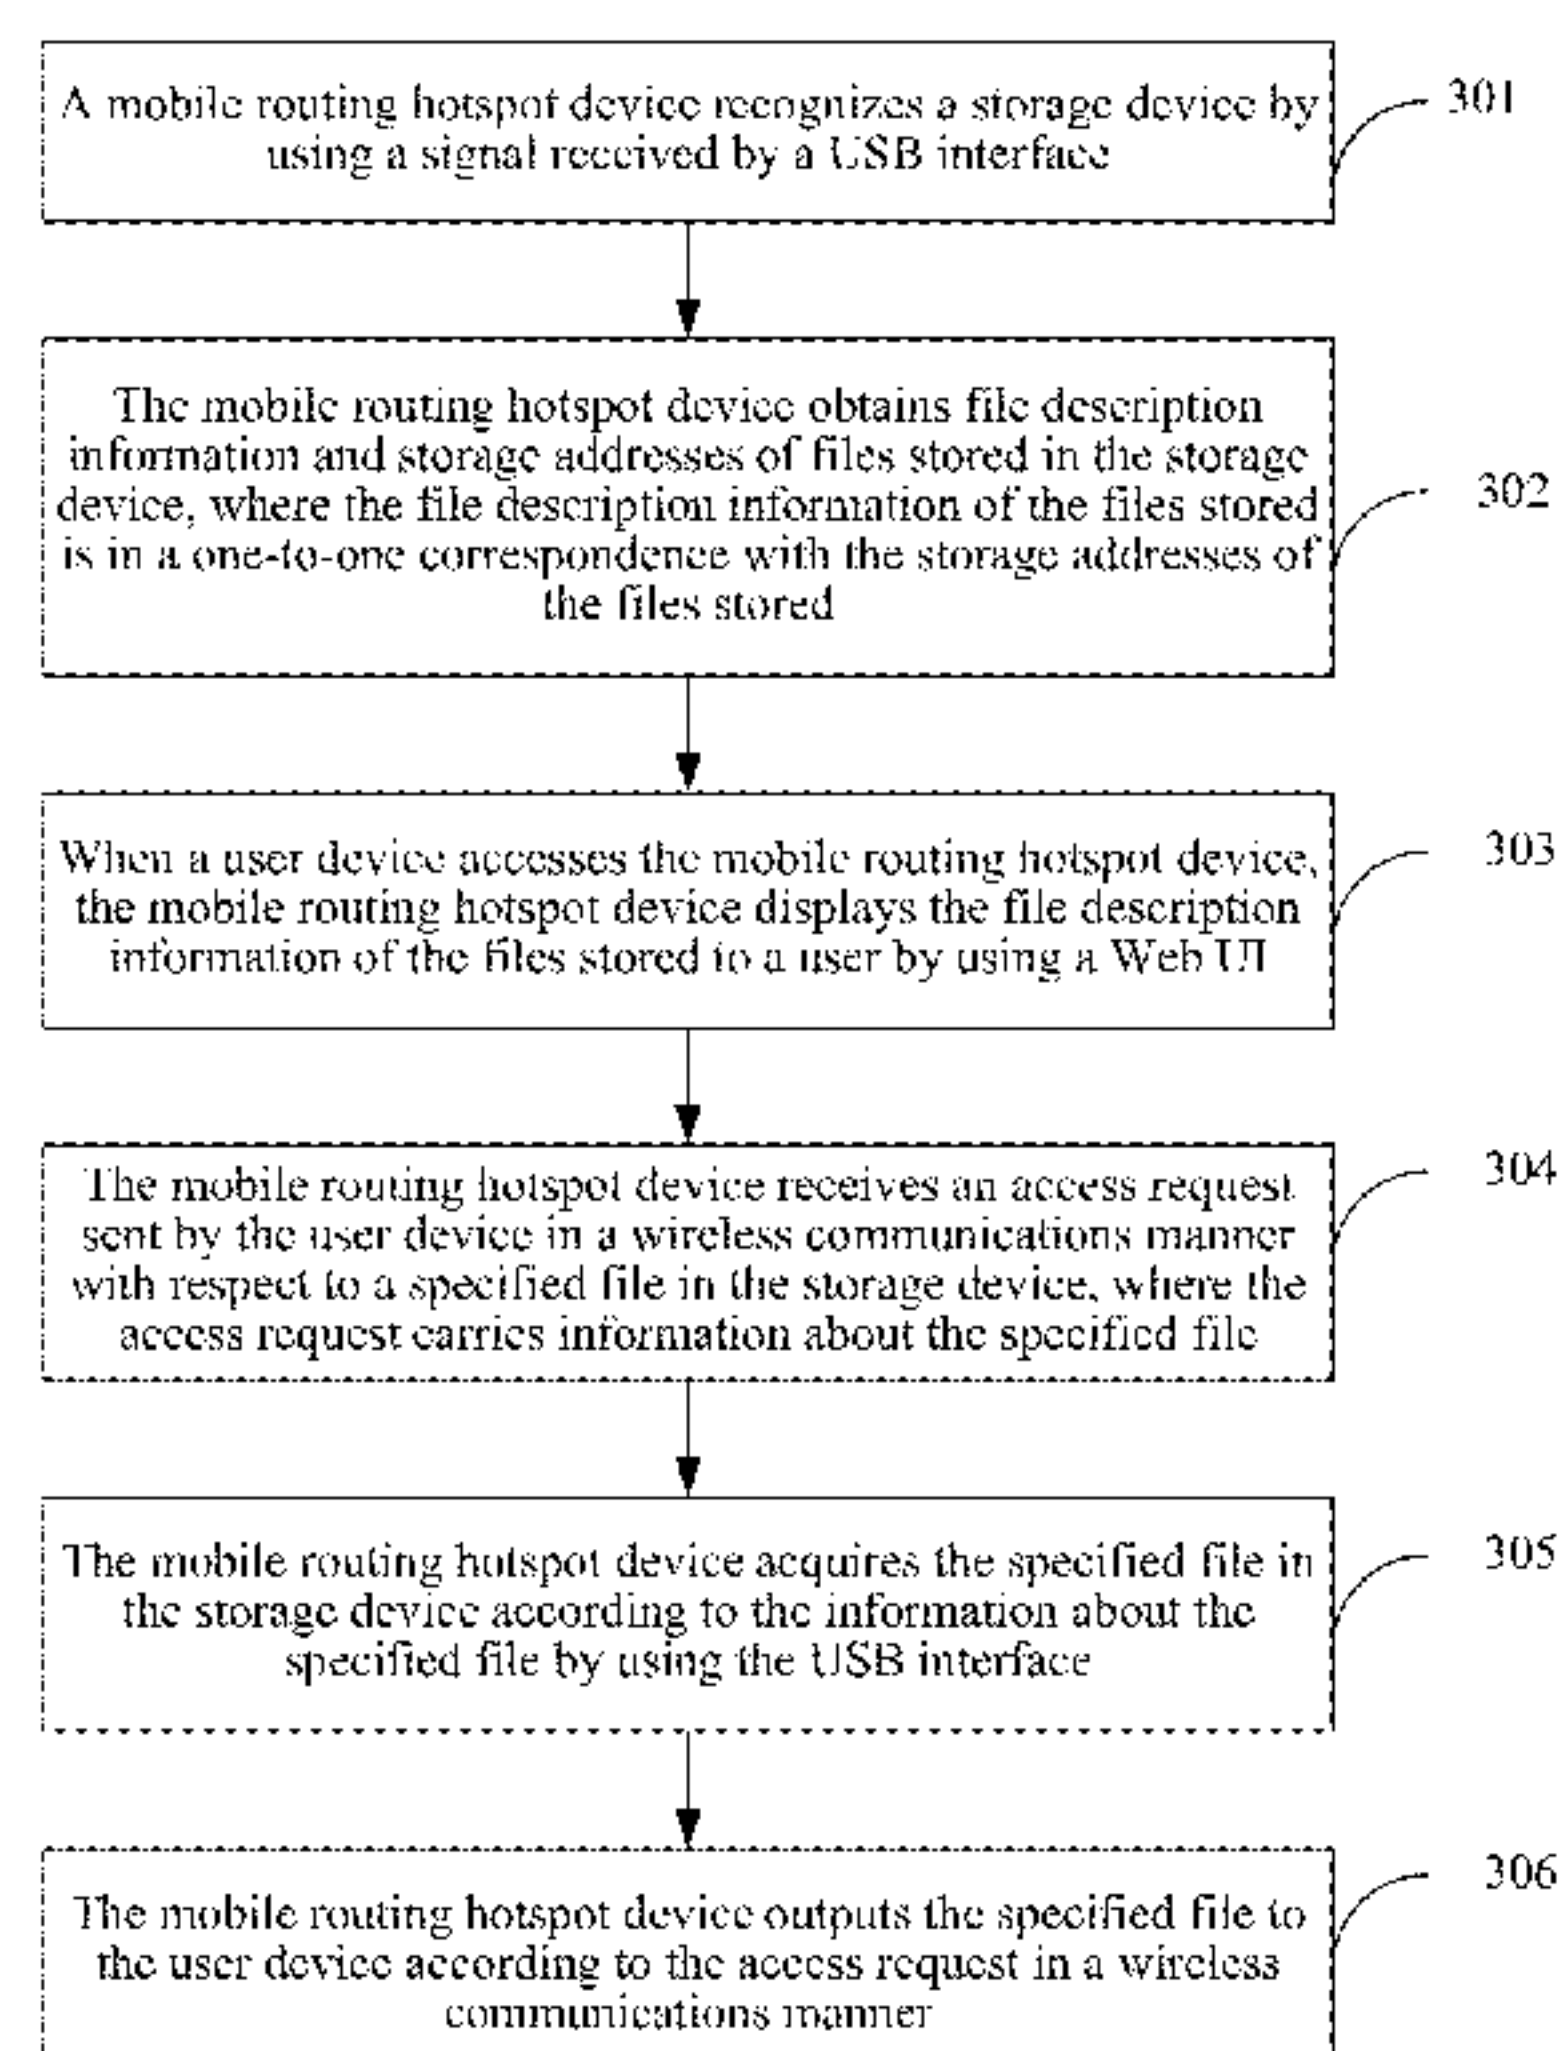 A mobile routing hotspot device recognizes a storage device by
using a signal received by a USB interface
301
The mobile routing hotspot device obtains file description
information and storage addresses of files stored in the storage
device, where the file description information of the files stored
is in a one-to-one correspondence with the storage addresses of
the files stored
302
When a user device accesses the mobile routing hotspot device,
the mobile routing hotspot device displays the file description
information of the files stored to a user by using a Web UI
303
The mobile routing hotspot device receives an access request
sent by the user device in a wireless communications manner
with respect to a specified file in the storage device, where the
access request carries information about the specified file
304
The mobile routing hotspot device acquires the specified file in
the storage device according to the information about the
specified file by using the USB interface
305
The mobile routing hotspot device outputs the specified file to
the user device according to the access request in a wireless
communications manner
306